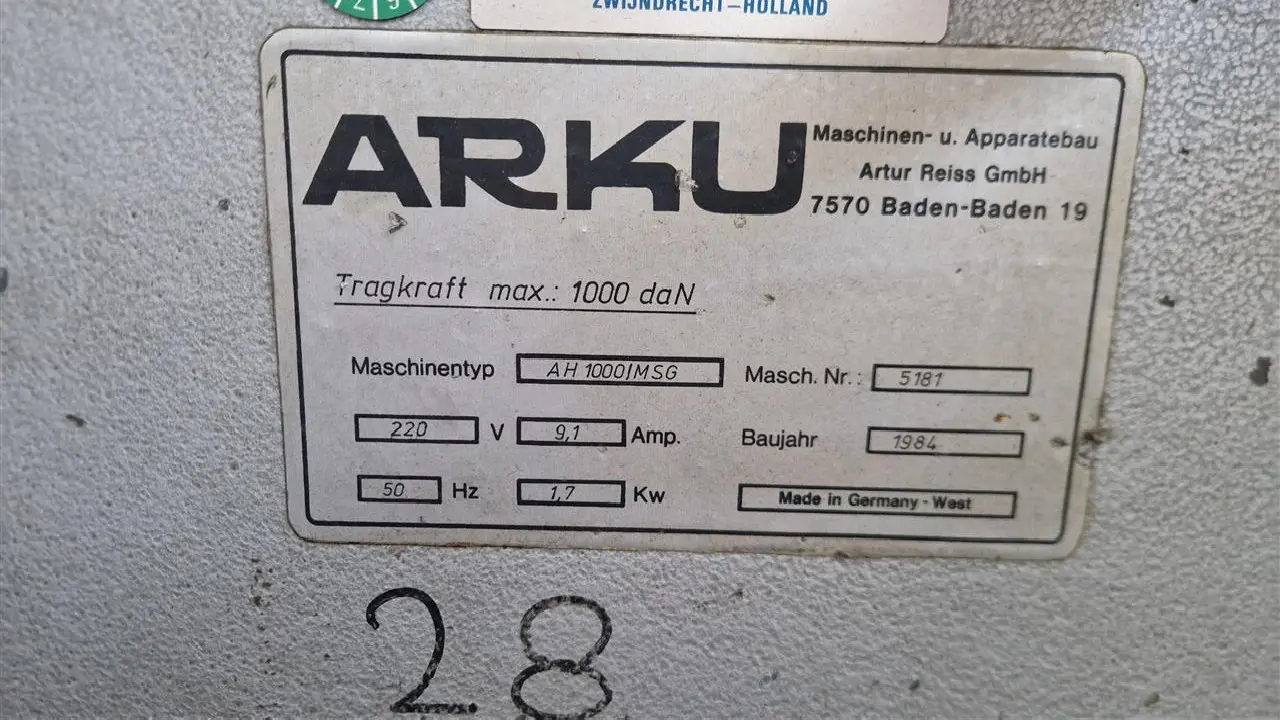 ZWIJNDRECHT–HOLLAND
ARKU
Maschinen- u. Apparatebau
Artur Reiss GmbH
7570 Baden-Baden 19
Tragkraft max.: 1000 daN
Maschinentyp AH 1000/MSG Masch. Nr.: 5181
220 V 9,1 Amp. Baujahr 1984
50 Hz 1,7 Kw Made in Germany - West
28